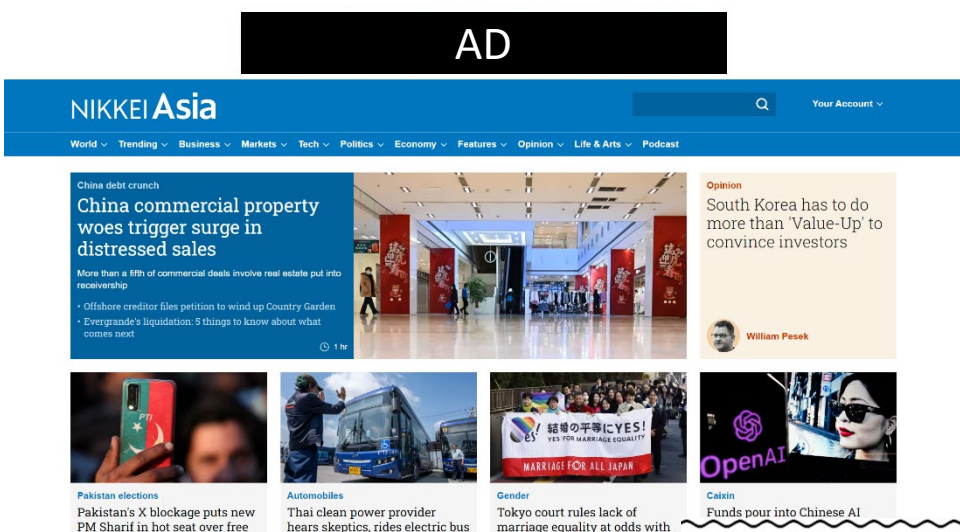 AD
NIKKEI Asia
Your Account
World Trending Business Markets Tech Politics Economy Features Opinion Life & Arts Podcast
China debt crunch
China commercial property
woes trigger surge in
distressed sales
More than a fifth of commercial deals involve real estate put into
receivership
• Offshore creditor files petition to wind up Country Garden
• Evergrande's liquidation: 5 things to know about what
comes next
1 hr
Opinion
South Korea has to do
more than 'Value-Up' to
convince investors
William Pesek
PTI
Pakistan elections
Pakistan's X blockage puts new
PM Sharif in hot seat over free
Automobiles
Thai clean power provider
hears skeptics, rides electric bus
yes!
結婚の平等にYES!
YES! FOR MARRIAGE EQUALITY
MARRIAGE FOR ALL JAPAN
Gender
Tokyo court rules lack of
marriage equality at odds with
OpenAI
Caixin
Funds pour into Chinese AI